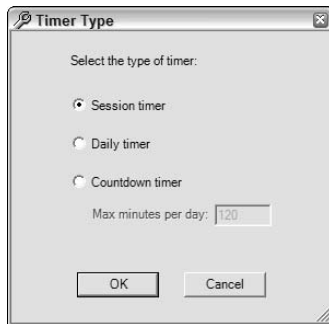 Timer Type
Select the type of timer:
Session timer
Daily timer
Countdown timer
Max minutes per day: 120
OK Cancel